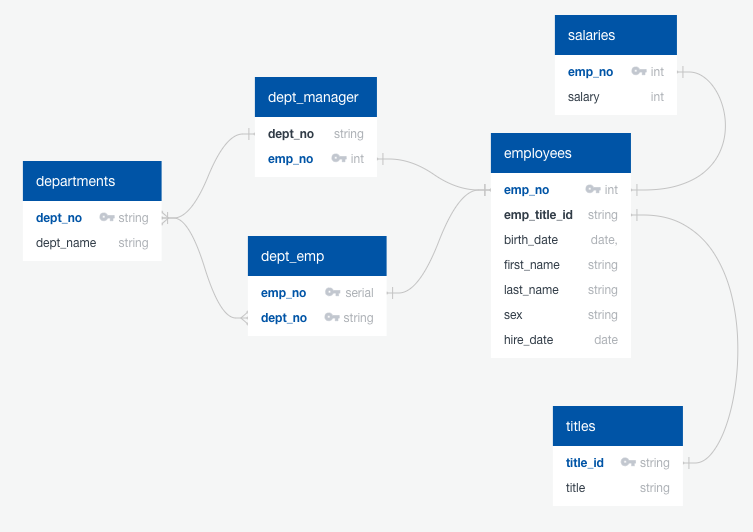 salaries
emp_no int
salary int
dept_manager
dept_no string
emp_no int
employees
emp_no int
emp_title_id string
birth_date date,
first_name string
last_name string
sex string
hire_date date
departments
dept_no string
dept_name string
dept_emp
emp_no serial
dept_no string
titles
title_id string
title string